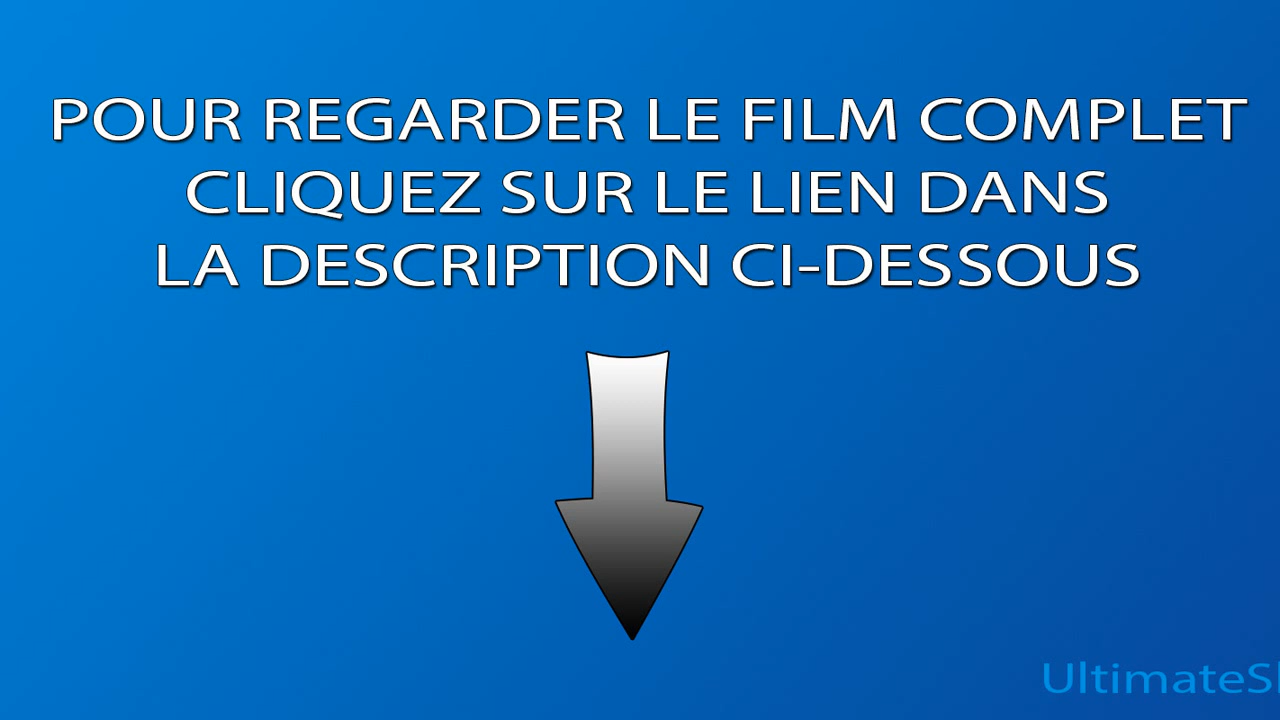 POUR REGARDER LE FILM COMPLET
CLIQUEZ SUR LE LIEN DANS
LA DESCRIPTION CI-DESSOUS